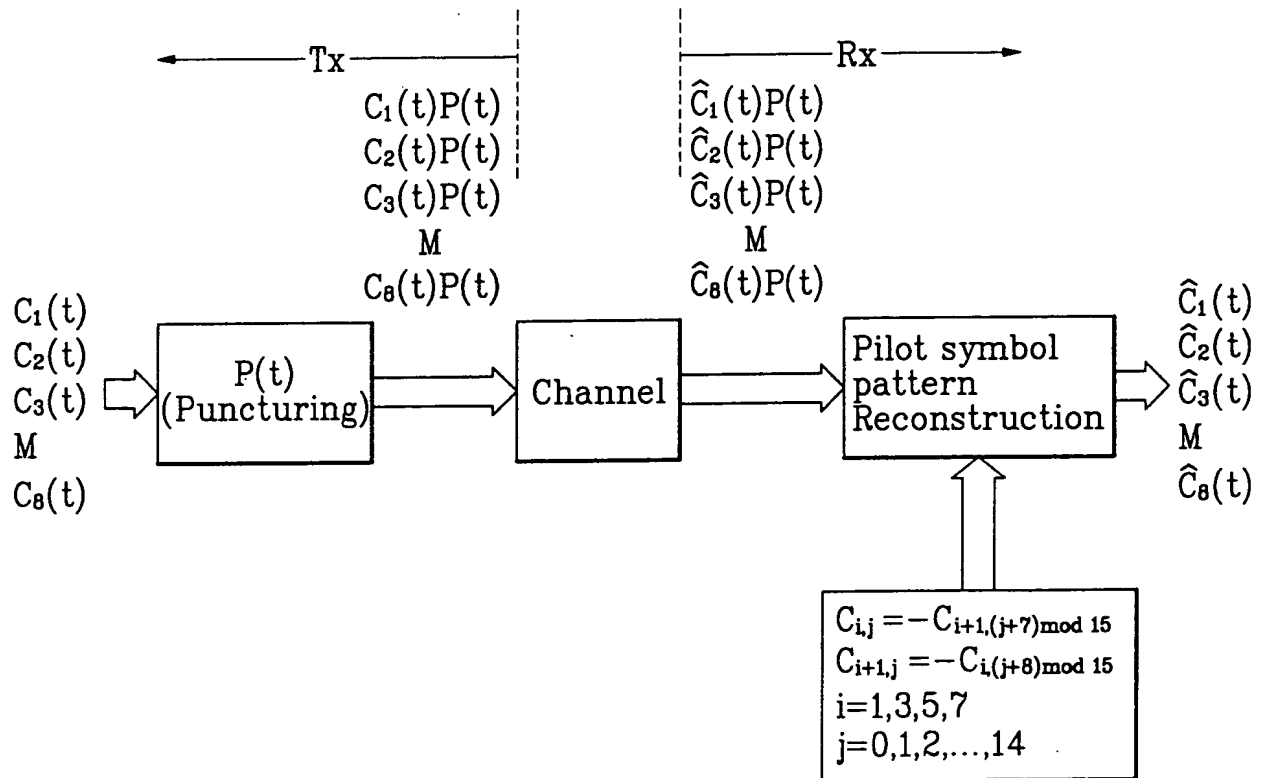 Tx
Rx
C₁(t)P(t)
C₂(t)P(t)
C₃(t)P(t)
M
C₈(t)P(t)
Ĉ₁(t)P(t)
Ĉ₂(t)P(t)
Ĉ₃(t)P(t)
M
Ĉ₈(t)P(t)
C₁(t)
C₂(t)
C₃(t)
M
C₈(t)
P(t)
(Puncturing)
Channel
Pilot symbol
pattern
Reconstruction
Ĉ₁(t)
Ĉ₂(t)
Ĉ₃(t)
M
Ĉ₈(t)
C_{i,j} = −C_{i+1,(j+7)mod 15}
C_{i+1,j} = −C_{i,(j+8)mod 15}
i=1,3,5,7
j=0,1,2,...,14